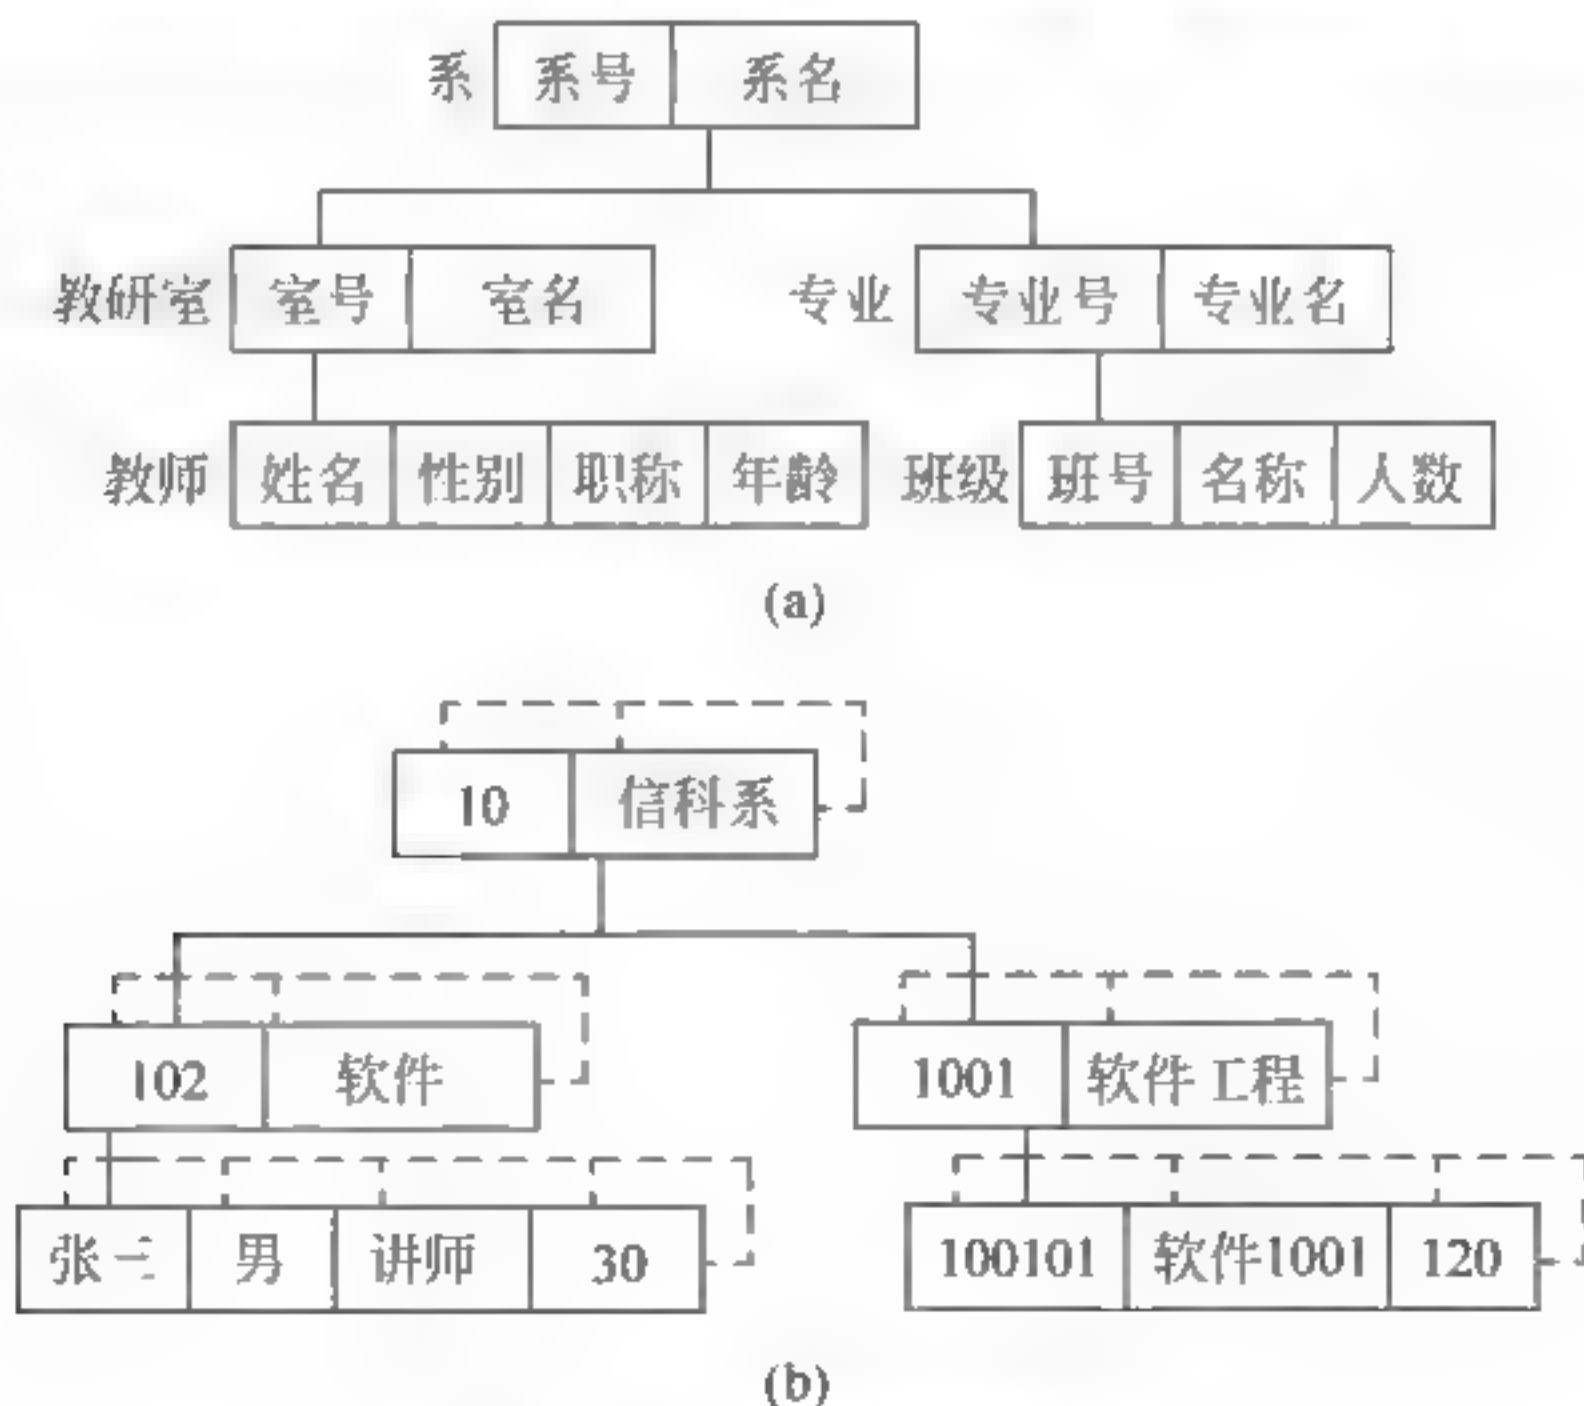 系 系号 系名
教研室 室号 室名 专业 专业号 专业名
教师 姓名 性别 职称 年龄 班级 班号 名称 人数
(a)
10 信科系
102 软件 1001 软件工程
张三 男 讲师 30 100101 软件1001 120
(b)